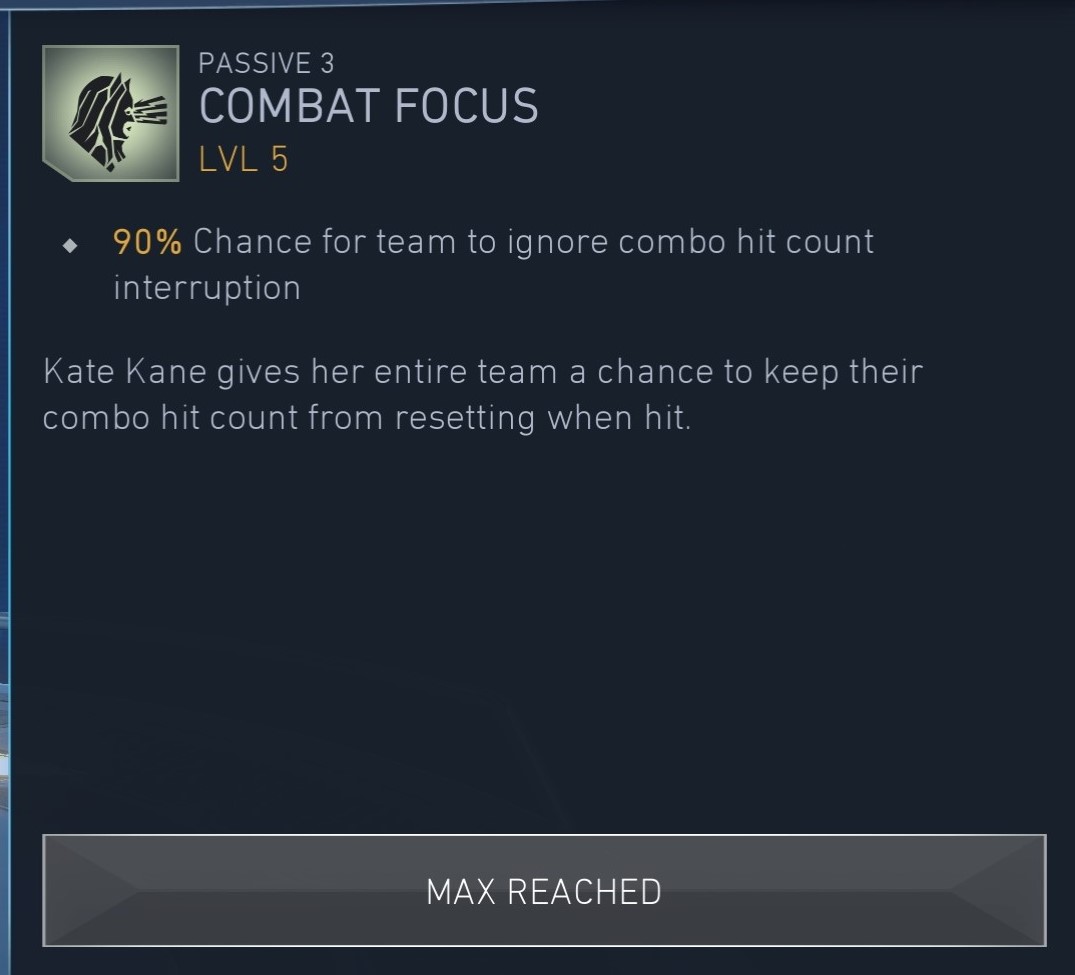 PASSIVE 3
COMBAT FOCUS
LVL 5
90% Chance for team to ignore combo hit count
interruption
Kate Kane gives her entire team a chance to keep their
combo hit count from resetting when hit.
MAX REACHED